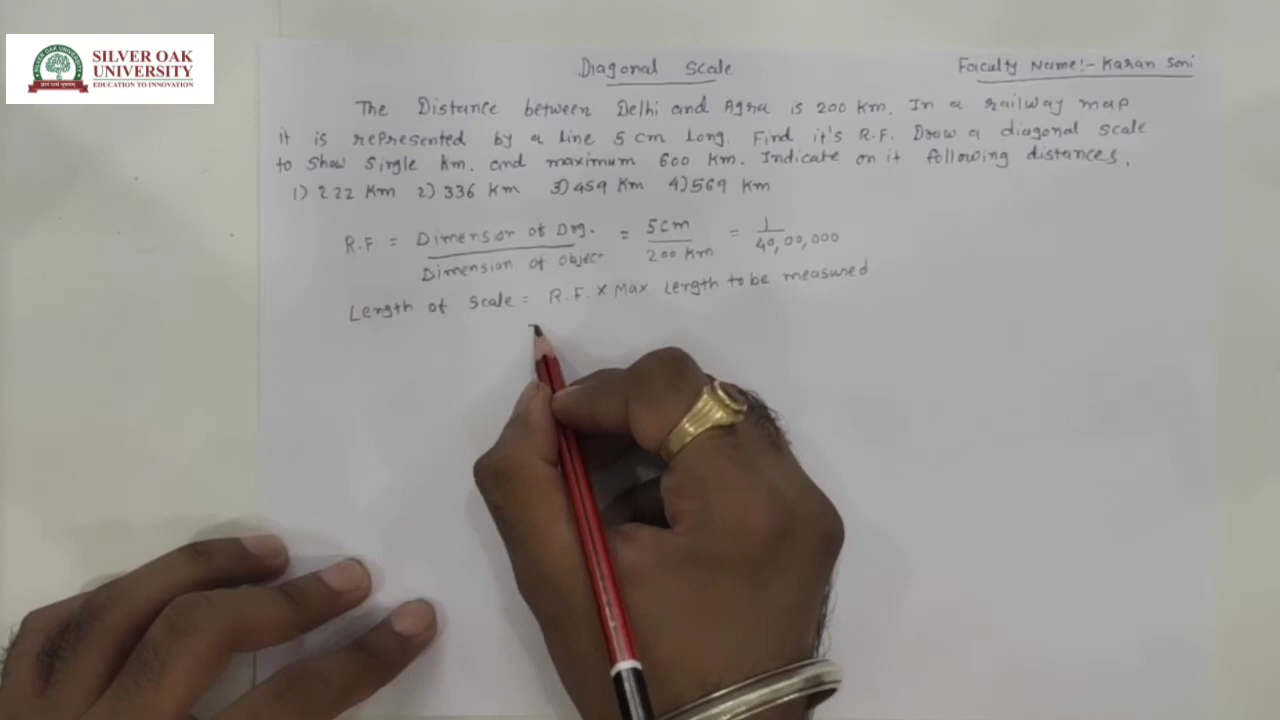 SILVER OAK
UNIVERSITY
EDUCATION TO INNOVATION
Diagonal Scale
Faculty Name:- Karan Soni
The Distance between Delhi and Agra is 200 Km. In a railway map
it is represented by a line 5 cm long. Find it's R.F. Draw a diagonal scale
to show single km. and maximum 600 km. Indicate on it following distances.
1) 222 Km 2) 336 Km 3) 459 Km 4) 569 Km
R.F. = Dimension of Drg. / Dimension of Object = 5cm / 200 Km = 1 / 40,00,000
Length of Scale = R.F. × Max. Length to be measured